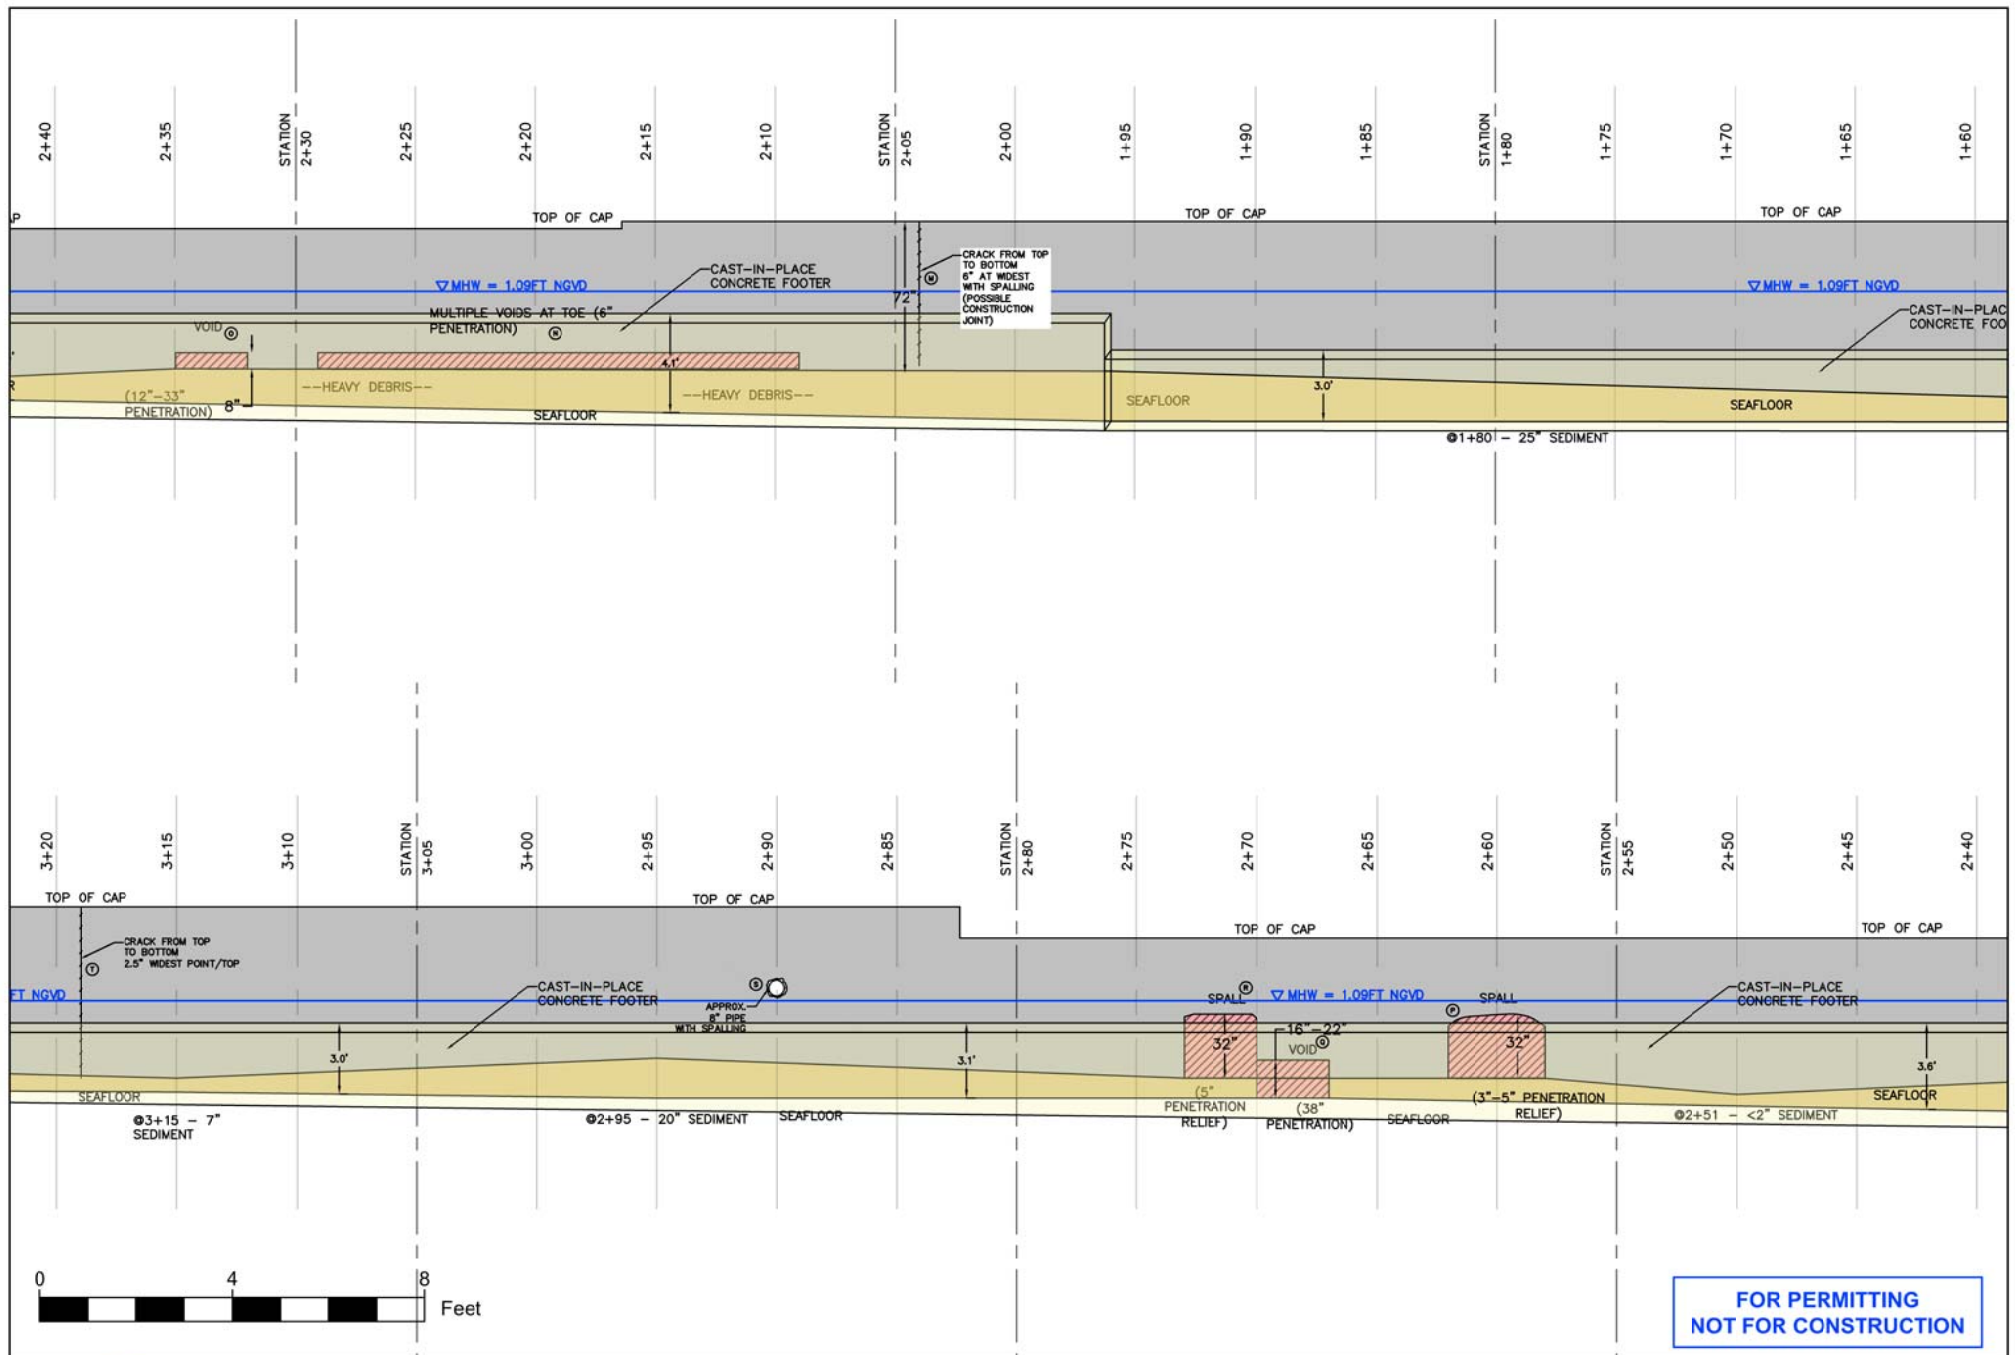 2+40
2+35
STATION
2+30
2+25
2+20
2+15
2+10
STATION
2+05
2+00
1+95
1+90
1+85
STATION
1+80
1+75
1+70
1+65
1+60
TOP OF CAP
TOP OF CAP
TOP OF CAP
CAST-IN-PLACE
CONCRETE FOOTER
MHW = 1.09FT NGVD
MULTIPLE VOIDS AT TOE (6"
PENETRATION)
N
VOID
O
72"
M
CRACK FROM TOP
TO BOTTOM
6" AT WIDEST
WITH SPALLING
(POSSIBLE
CONSTRUCTION
JOINT)
MHW = 1.09FT NGVD
CAST-IN-PLAC
CONCRETE FOO
4.1'
3.0'
--HEAVY DEBRIS--
--HEAVY DEBRIS--
(12"-33"
PENETRATION)
8"
SEAFLOOR
SEAFLOOR
SEAFLOOR
@1+80 - 25" SEDIMENT
3+20
3+15
3+10
STATION
3+05
3+00
2+95
2+90
2+85
STATION
2+80
2+75
2+70
2+65
2+60
STATION
2+55
2+50
2+45
2+40
TOP OF CAP
TOP OF CAP
TOP OF CAP
TOP OF CAP
CRACK FROM TOP
TO BOTTOM
2.5" WIDEST POINT/TOP
T
FT NGVD
CAST-IN-PLACE
CONCRETE FOOTER
S
APPROX.
8" PIPE
WITH SPALLING
R
SPALL
MHW = 1.09FT NGVD
SPALL
P
CAST-IN-PLACE
CONCRETE FOOTER
16"-22"
32"
VOID
Q
32"
3.0'
3.1'
3.6'
SEAFLOOR
@3+15 - 7"
SEDIMENT
@2+95 - 20" SEDIMENT
SEAFLOOR
(5"
PENETRATION
RELIEF)
(38"
PENETRATION)
SEAFLOOR
(3"-5" PENETRATION
RELIEF)
@2+51 - <2" SEDIMENT
SEAFLOOR
0 4 8
Feet
FOR PERMITTING
NOT FOR CONSTRUCTION